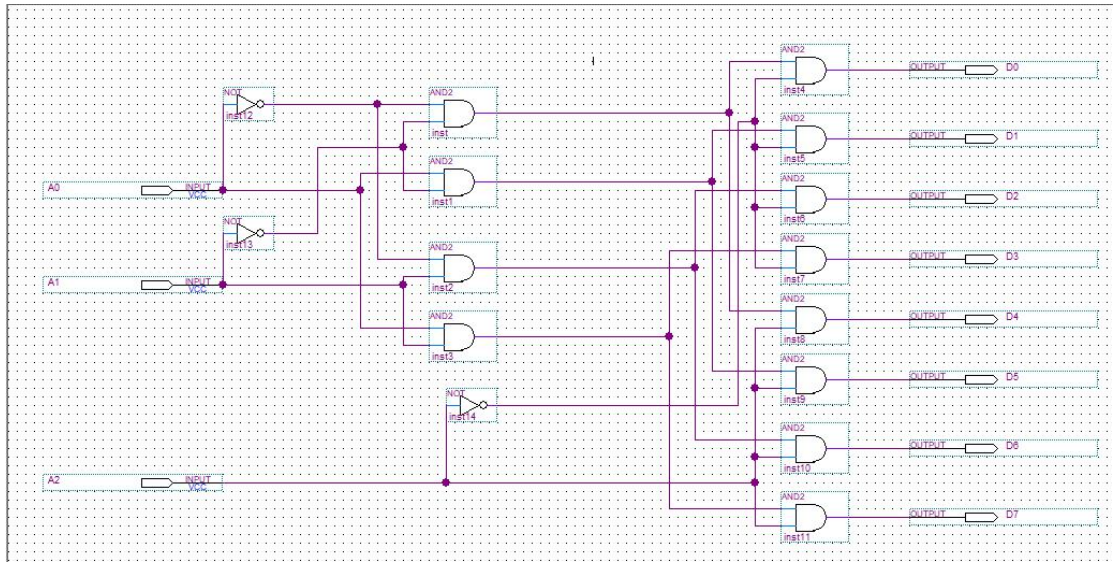 AND2
inst4
OUTPUT
D0
NOT
inst12
AND2
inst
AND2
inst5
OUTPUT
D1
A0
INPUT
VCC
AND2
inst1
AND2
inst6
OUTPUT
D2
NOT
inst13
AND2
inst7
OUTPUT
D3
A1
INPUT
VCC
AND2
inst2
AND2
inst8
OUTPUT
D4
AND2
inst3
AND2
inst9
OUTPUT
D5
NOT
inst14
AND2
inst10
OUTPUT
D6
A2
INPUT
VCC
AND2
inst11
OUTPUT
D7